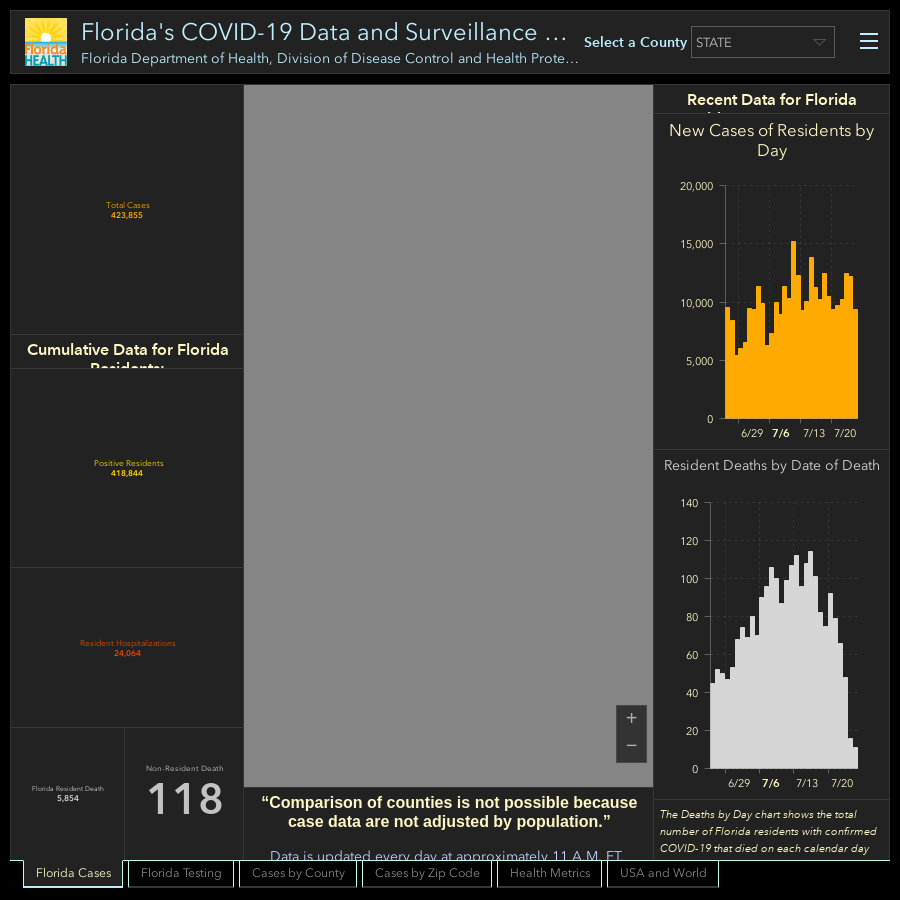 Florida
HEALTH
Florida's COVID-19 Data and Surveillance ...
Florida Department of Health, Division of Disease Control and Health Prote...
Select a County
STATE
Total Cases
423,855
Cumulative Data for Florida
Residents:
Positive Residents
418,844
Resident Hospitalizations
24,064
Florida Resident Death
5,854
Non-Resident Death
118
+
−
“Comparison of counties is not possible because
case data are not adjusted by population.”
Data is updated every day at approximately 11 A.M. ET.
Recent Data for Florida
New Cases of Residents by
Day
20,000
15,000
10,000
5,000
0
6/29 7/6 7/13 7/20
Resident Deaths by Date of Death
140
120
100
80
60
40
20
0
6/29 7/6 7/13 7/20
The Deaths by Day chart shows the total
number of Florida residents with confirmed
COVID-19 that died on each calendar day
Florida Cases
Florida Testing
Cases by County
Cases by Zip Code
Health Metrics
USA and World